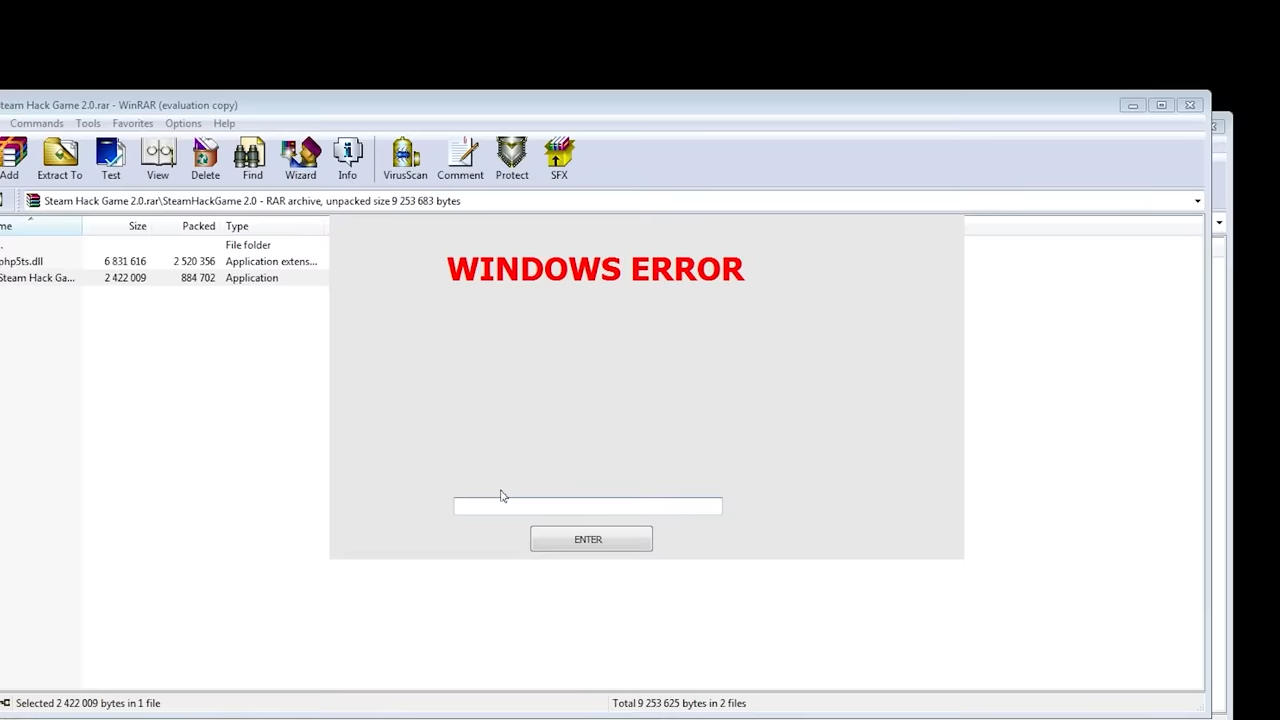 Steam Hack Game 2.0.rar - WinRAR (evaluation copy)
Commands Tools Favorites Options Help
Add Extract To Test View Delete Find Wizard Info VirusScan Comment Protect SFX
Steam Hack Game 2.0.rar\SteamHackGame 2.0 - RAR archive, unpacked size 9 253 683 bytes
me Size Packed Type
.. File folder
php5ts.dll 6 831 616 2 520 356 Application extens...
Steam Hack Ga... 2 422 009 884 702 Application
WINDOWS ERROR
ENTER
Selected 2 422 009 bytes in 1 file Total 9 253 625 bytes in 2 files